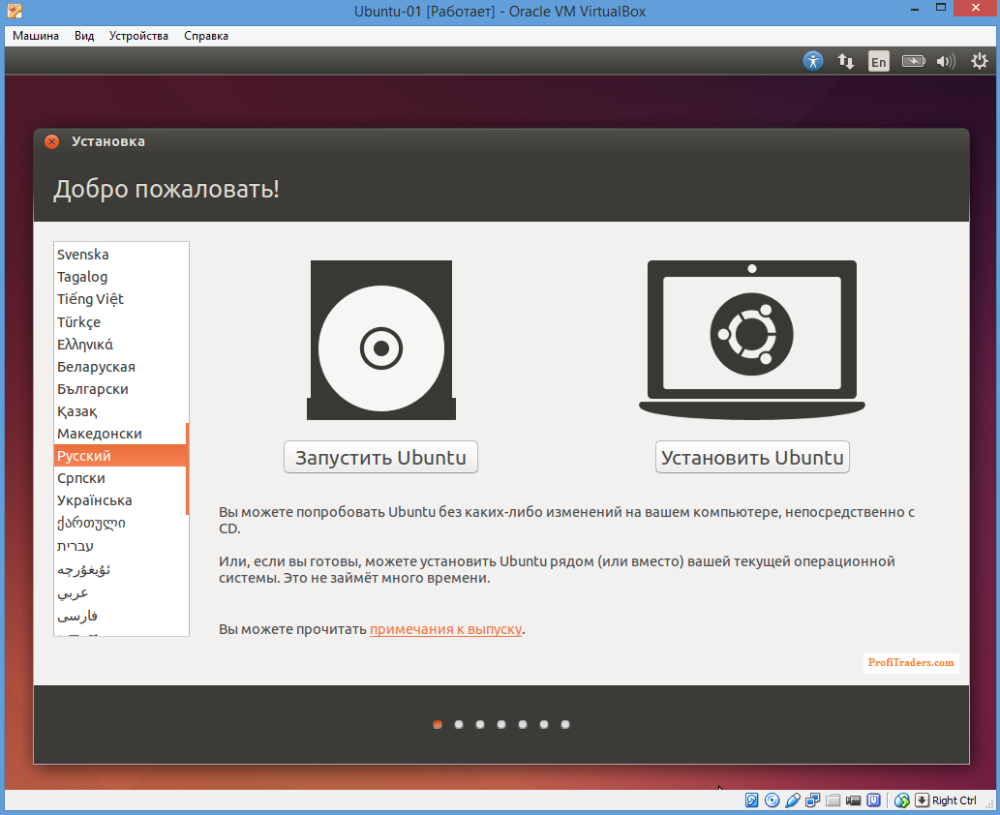 Ubuntu-01 [Работает] - Oracle VM VirtualBox
Машина Вид Устройства Справка
En
Установка
Добро пожаловать!
Svenska
Tagalog
Tiếng Việt
Türkçe
Ελληνικά
Беларуская
Български
Қазақ
Македонски
Русский
Српски
Українська
ქართული
עברית
ئۇيغۇرچە
عربي
فارسی
Запустить Ubuntu
Установить Ubuntu
Вы можете попробовать Ubuntu без каких-либо изменений на вашем компьютере, непосредственно с
CD.
Или, если вы готовы, можете установить Ubuntu рядом (или вместо) вашей текущей операционной
системы. Это не займёт много времени.
Вы можете прочитать примечания к выпуску.
ProfiTraders.com
Right Ctrl